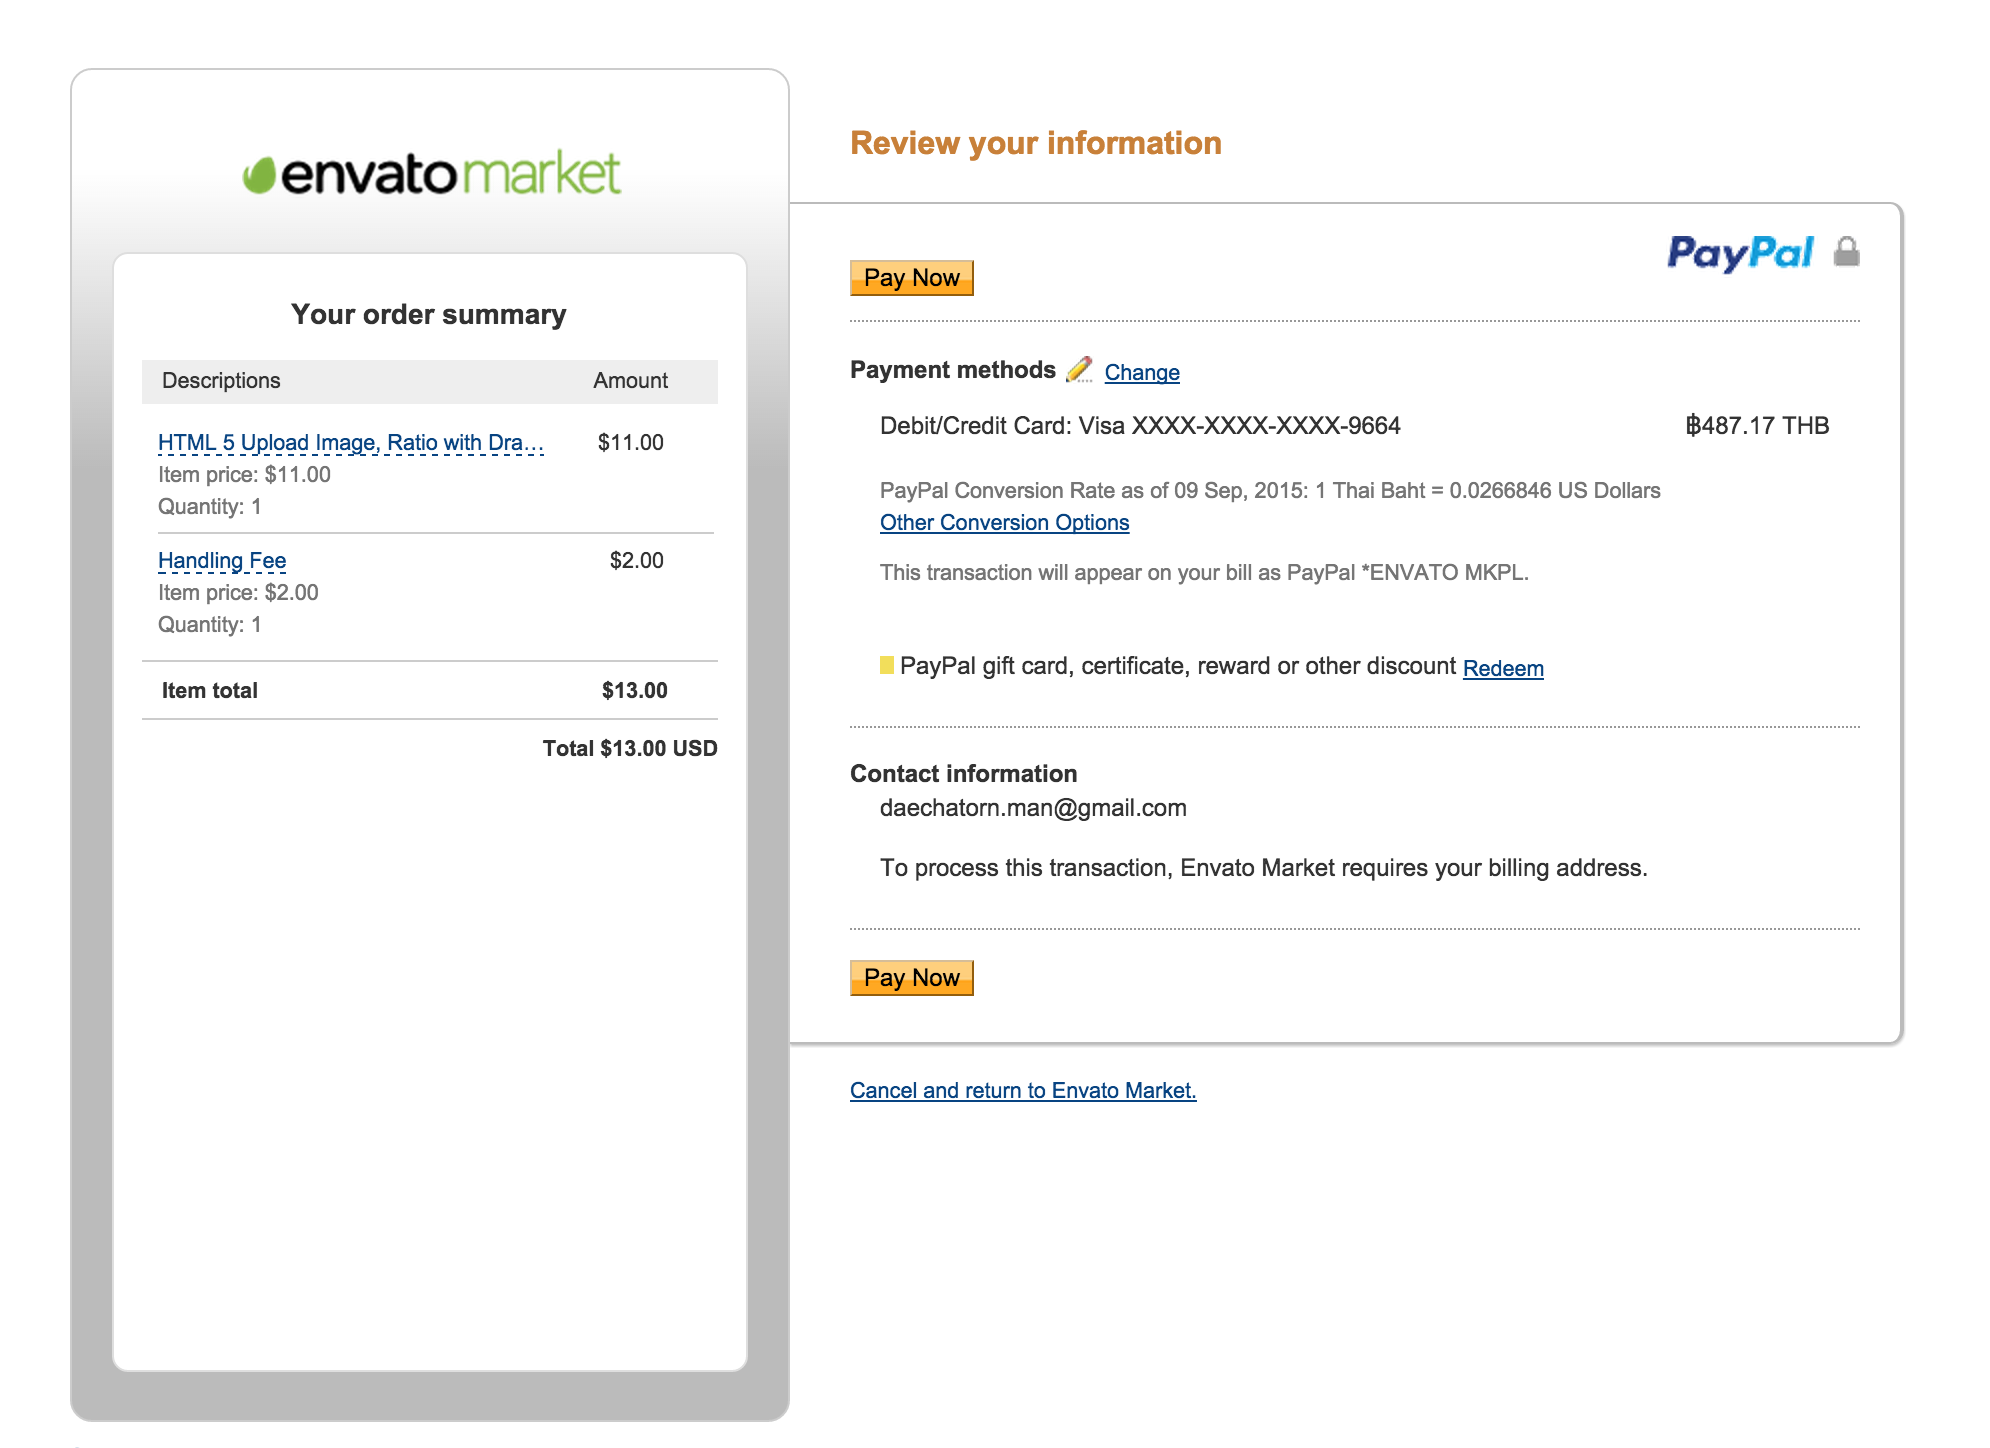 envatomarket
Your order summary
Descriptions Amount
HTML 5 Upload Image, Ratio with Dra... $11.00
Item price: $11.00
Quantity: 1
Handling Fee $2.00
Item price: $2.00
Quantity: 1
Item total $13.00
Total $13.00 USD
Review your information
PayPal
Pay Now
Payment methods Change
Debit/Credit Card: Visa XXXX-XXXX-XXXX-9664 ฿487.17 THB
PayPal Conversion Rate as of 09 Sep, 2015: 1 Thai Baht = 0.0266846 US Dollars
Other Conversion Options
This transaction will appear on your bill as PayPal *ENVATO MKPL.
PayPal gift card, certificate, reward or other discount Redeem
Contact information
daechatorn.man@gmail.com
To process this transaction, Envato Market requires your billing address.
Pay Now
Cancel and return to Envato Market.